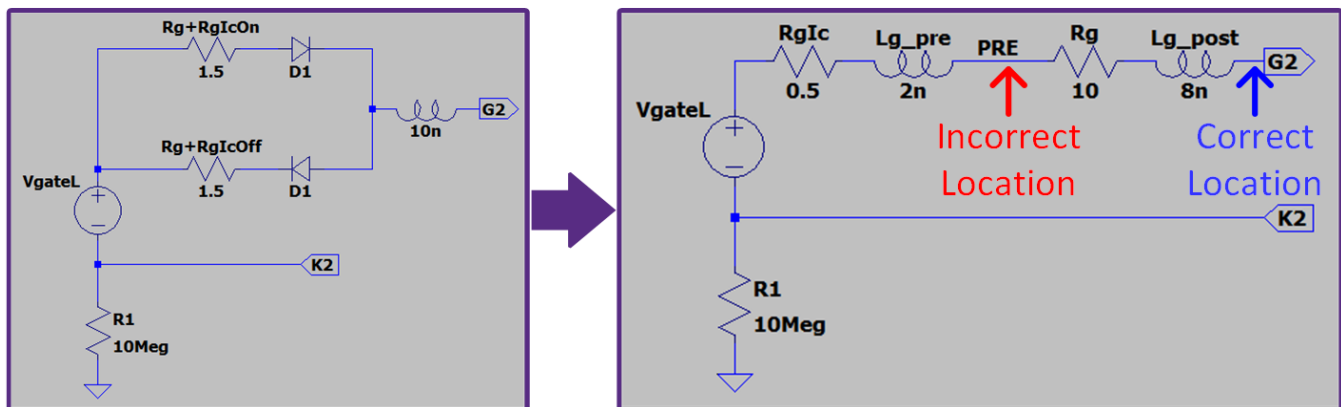 Rg+RgIcOn
1.5
D1
G2
10n
Rg+RgIcOff
1.5
D1
VgateL
K2
R1
10Meg
RgIc
0.5
Lg_pre
2n
PRE
Rg
10
Lg_post
8n
G2
Incorrect
Location
Correct
Location
VgateL
K2
R1
10Meg